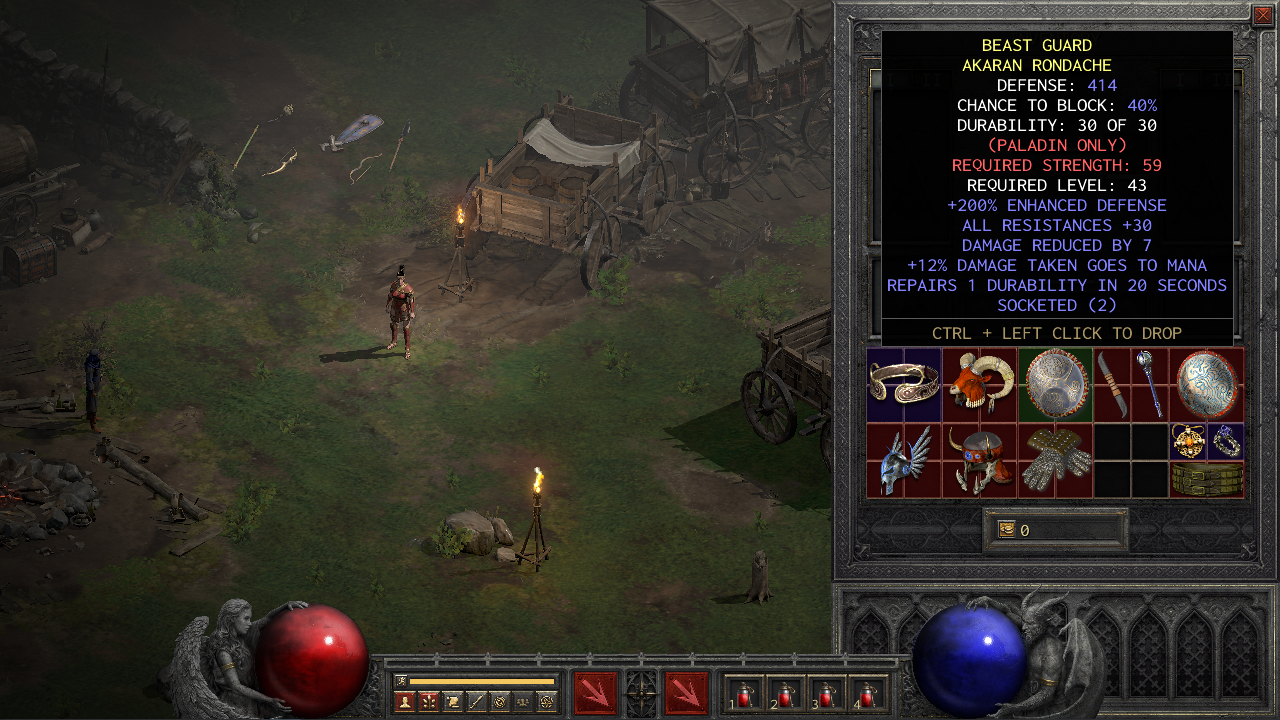 BEAST GUARD
AKARAN RONDACHE
DEFENSE: 414
CHANCE TO BLOCK: 40%
DURABILITY: 30 OF 30
(PALADIN ONLY)
REQUIRED STRENGTH: 59
REQUIRED LEVEL: 43
+200% ENHANCED DEFENSE
ALL RESISTANCES +30
DAMAGE REDUCED BY 7
+12% DAMAGE TAKEN GOES TO MANA
REPAIRS 1 DURABILITY IN 20 SECONDS
SOCKETED (2)
CTRL + LEFT CLICK TO DROP
0
1 2 3 4